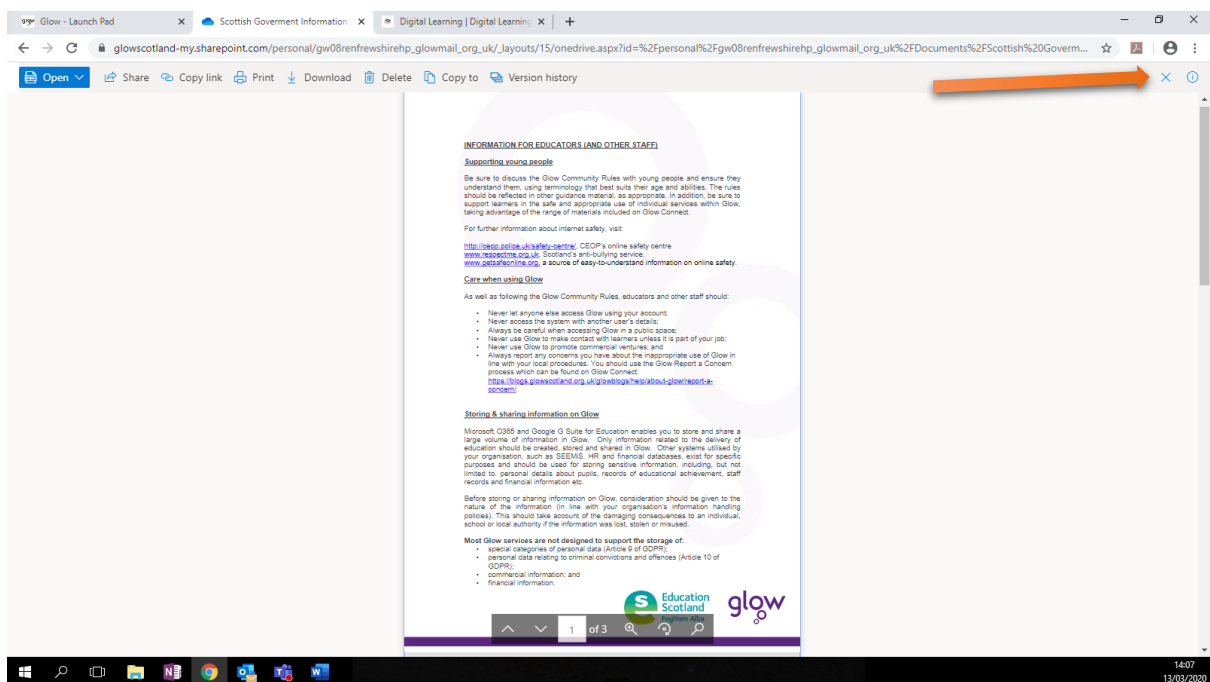 Glow - Launch Pad
Scottish Goverment Information
Digital Learning | Digital Learning
glowscotland-my.sharepoint.com/personal/gw08renfrewshirehp_glowmail_org_uk/_layouts/15/onedrive.aspx?id=%2Fpersonal%2Fgw08renfrewshirehp_glowmail_org_uk%2FDocuments%2FScottish%20Goverm...
Open Share Copy link Print Download Delete Copy to Version history
INFORMATION FOR EDUCATORS (AND OTHER STAFF)
Supporting young people
Be sure to discuss the Glow Community Rules with young people and ensure they
understand them, using terminology that best suits their age and abilities. The rules
should be reflected in other guidance material, as appropriate. In addition, be sure to
support learners in the safe and appropriate use of individual services within Glow,
taking advantage of the range of materials included on Glow Connect.
For further information about internet safety, visit:
http://ceop.police.uk/safety-centre/, CEOP's online safety centre
www.respectme.org.uk, Scotland's anti-bullying service.
www.getsafeonline.org, a source of easy-to-understand information on online safety.
Care when using Glow
As well as following the Glow Community Rules, educators and other staff should:
• Never let anyone else access Glow using your account;
• Never access the system with another user's details;
• Always be careful when accessing Glow in a public space;
• Never use Glow to make contact with learners unless it is part of your job;
• Never use Glow to promote commercial ventures; and
• Always report any concerns you have about the inappropriate use of Glow in
line with your local procedures. You should use the Glow Report a Concern
process which can be found on Glow Connect:
https://blogs.glowscotland.org.uk/glowblogs/help/about-glow/report-a-
concern/.
Storing & sharing information on Glow
Microsoft O365 and Google G Suite for Education enables you to store and share a
large volume of information in Glow. Only information related to the delivery of
education should be created, stored and shared in Glow. Other systems utilised by
your organisation, such as SEEMiS, HR and financial databases, exist for specific
purposes and should be used for storing sensitive information, including, but not
limited to, personal details about pupils, records of educational achievement, staff
records and financial information etc.
Before storing or sharing information on Glow, consideration should be given to the
nature of the information (in line with your organisation's information handling
policies). This should take account of the damaging consequences to an individual,
school or local authority if the information was lost, stolen or misused.
Most Glow services are not designed to support the storage of:
• special categories of personal data (Article 9 of GDPR);
• personal data relating to criminal convictions and offences (Article 10 of
GDPR);
• commercial information; and
• financial information.
Education
Scotland
Foghlam Alba
glow
1 of 3
14:07
13/03/2020